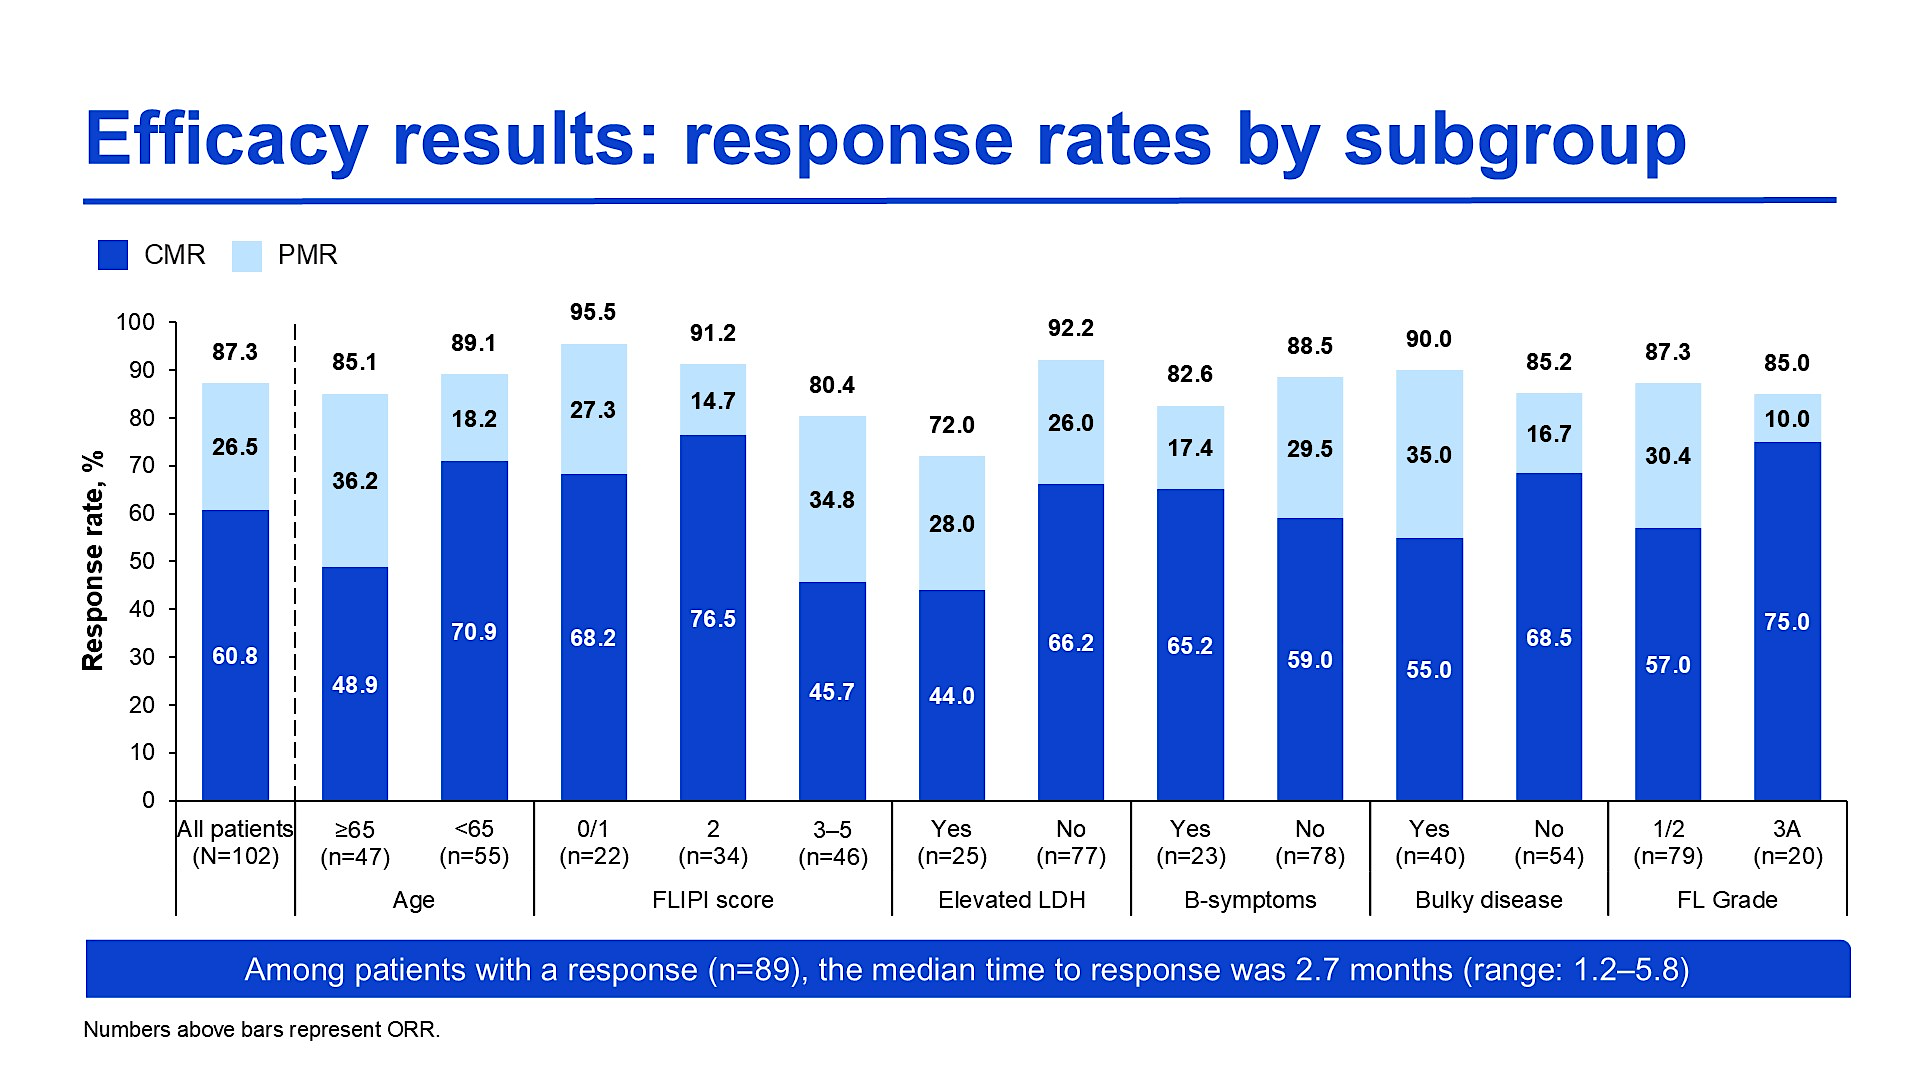 Efficacy results: response rates by subgroup
CMR PMR
Response rate, %
100
90
80
70
60
50
40
30
20
10
0
87.3 85.1 89.1 95.5 91.2 80.4 72.0 92.2 82.6 88.5 90.0 85.2 87.3 85.0
26.5 36.2 18.2 27.3 14.7 34.8 28.0 26.0 17.4 29.5 35.0 16.7 30.4 10.0
60.8 48.9 70.9 68.2 76.5 45.7 44.0 66.2 65.2 59.0 55.0 68.5 57.0 75.0
All patients ≥65 <65 0/1 2 3–5 Yes No Yes No Yes No 1/2 3A
(N=102) (n=47) (n=55) (n=22) (n=34) (n=46) (n=25) (n=77) (n=23) (n=78) (n=40) (n=54) (n=79) (n=20)
Age FLIPI score Elevated LDH B-symptoms Bulky disease FL Grade
Among patients with a response (n=89), the median time to response was 2.7 months (range: 1.2–5.8)
Numbers above bars represent ORR.